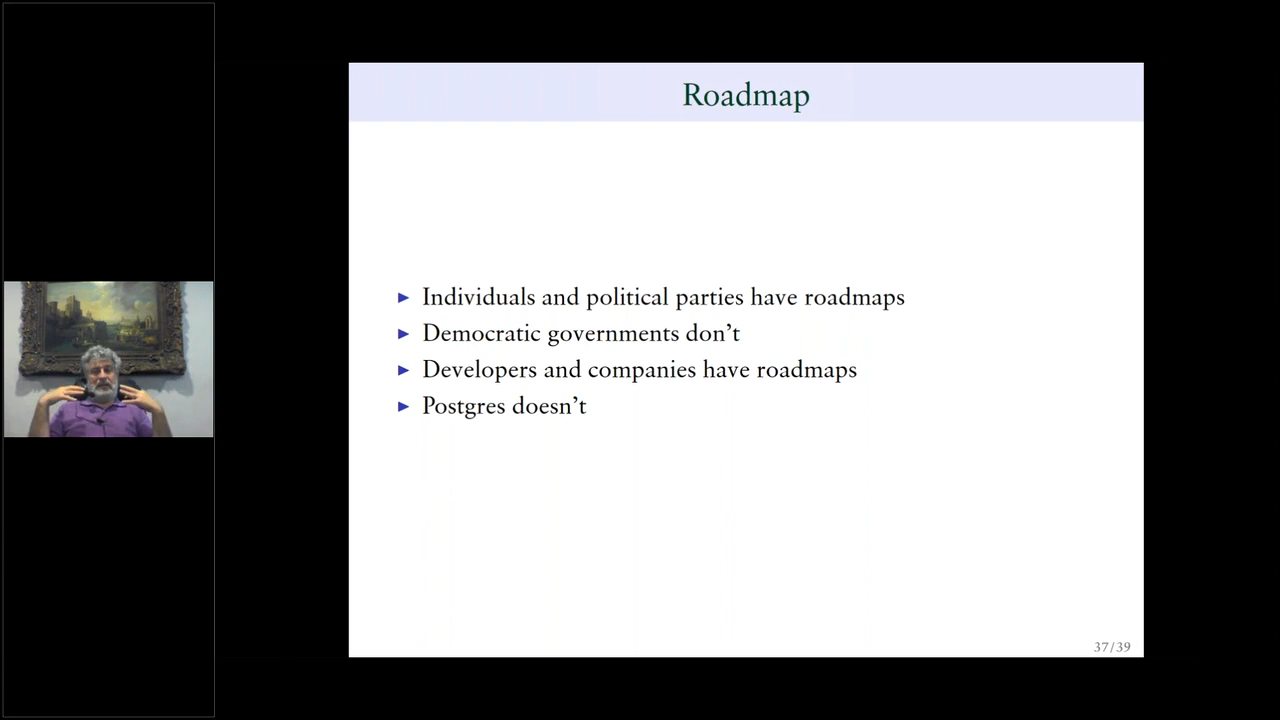 Roadmap
▶ Individuals and political parties have roadmaps
▶ Democratic governments don’t
▶ Developers and companies have roadmaps
▶ Postgres doesn’t
37/39